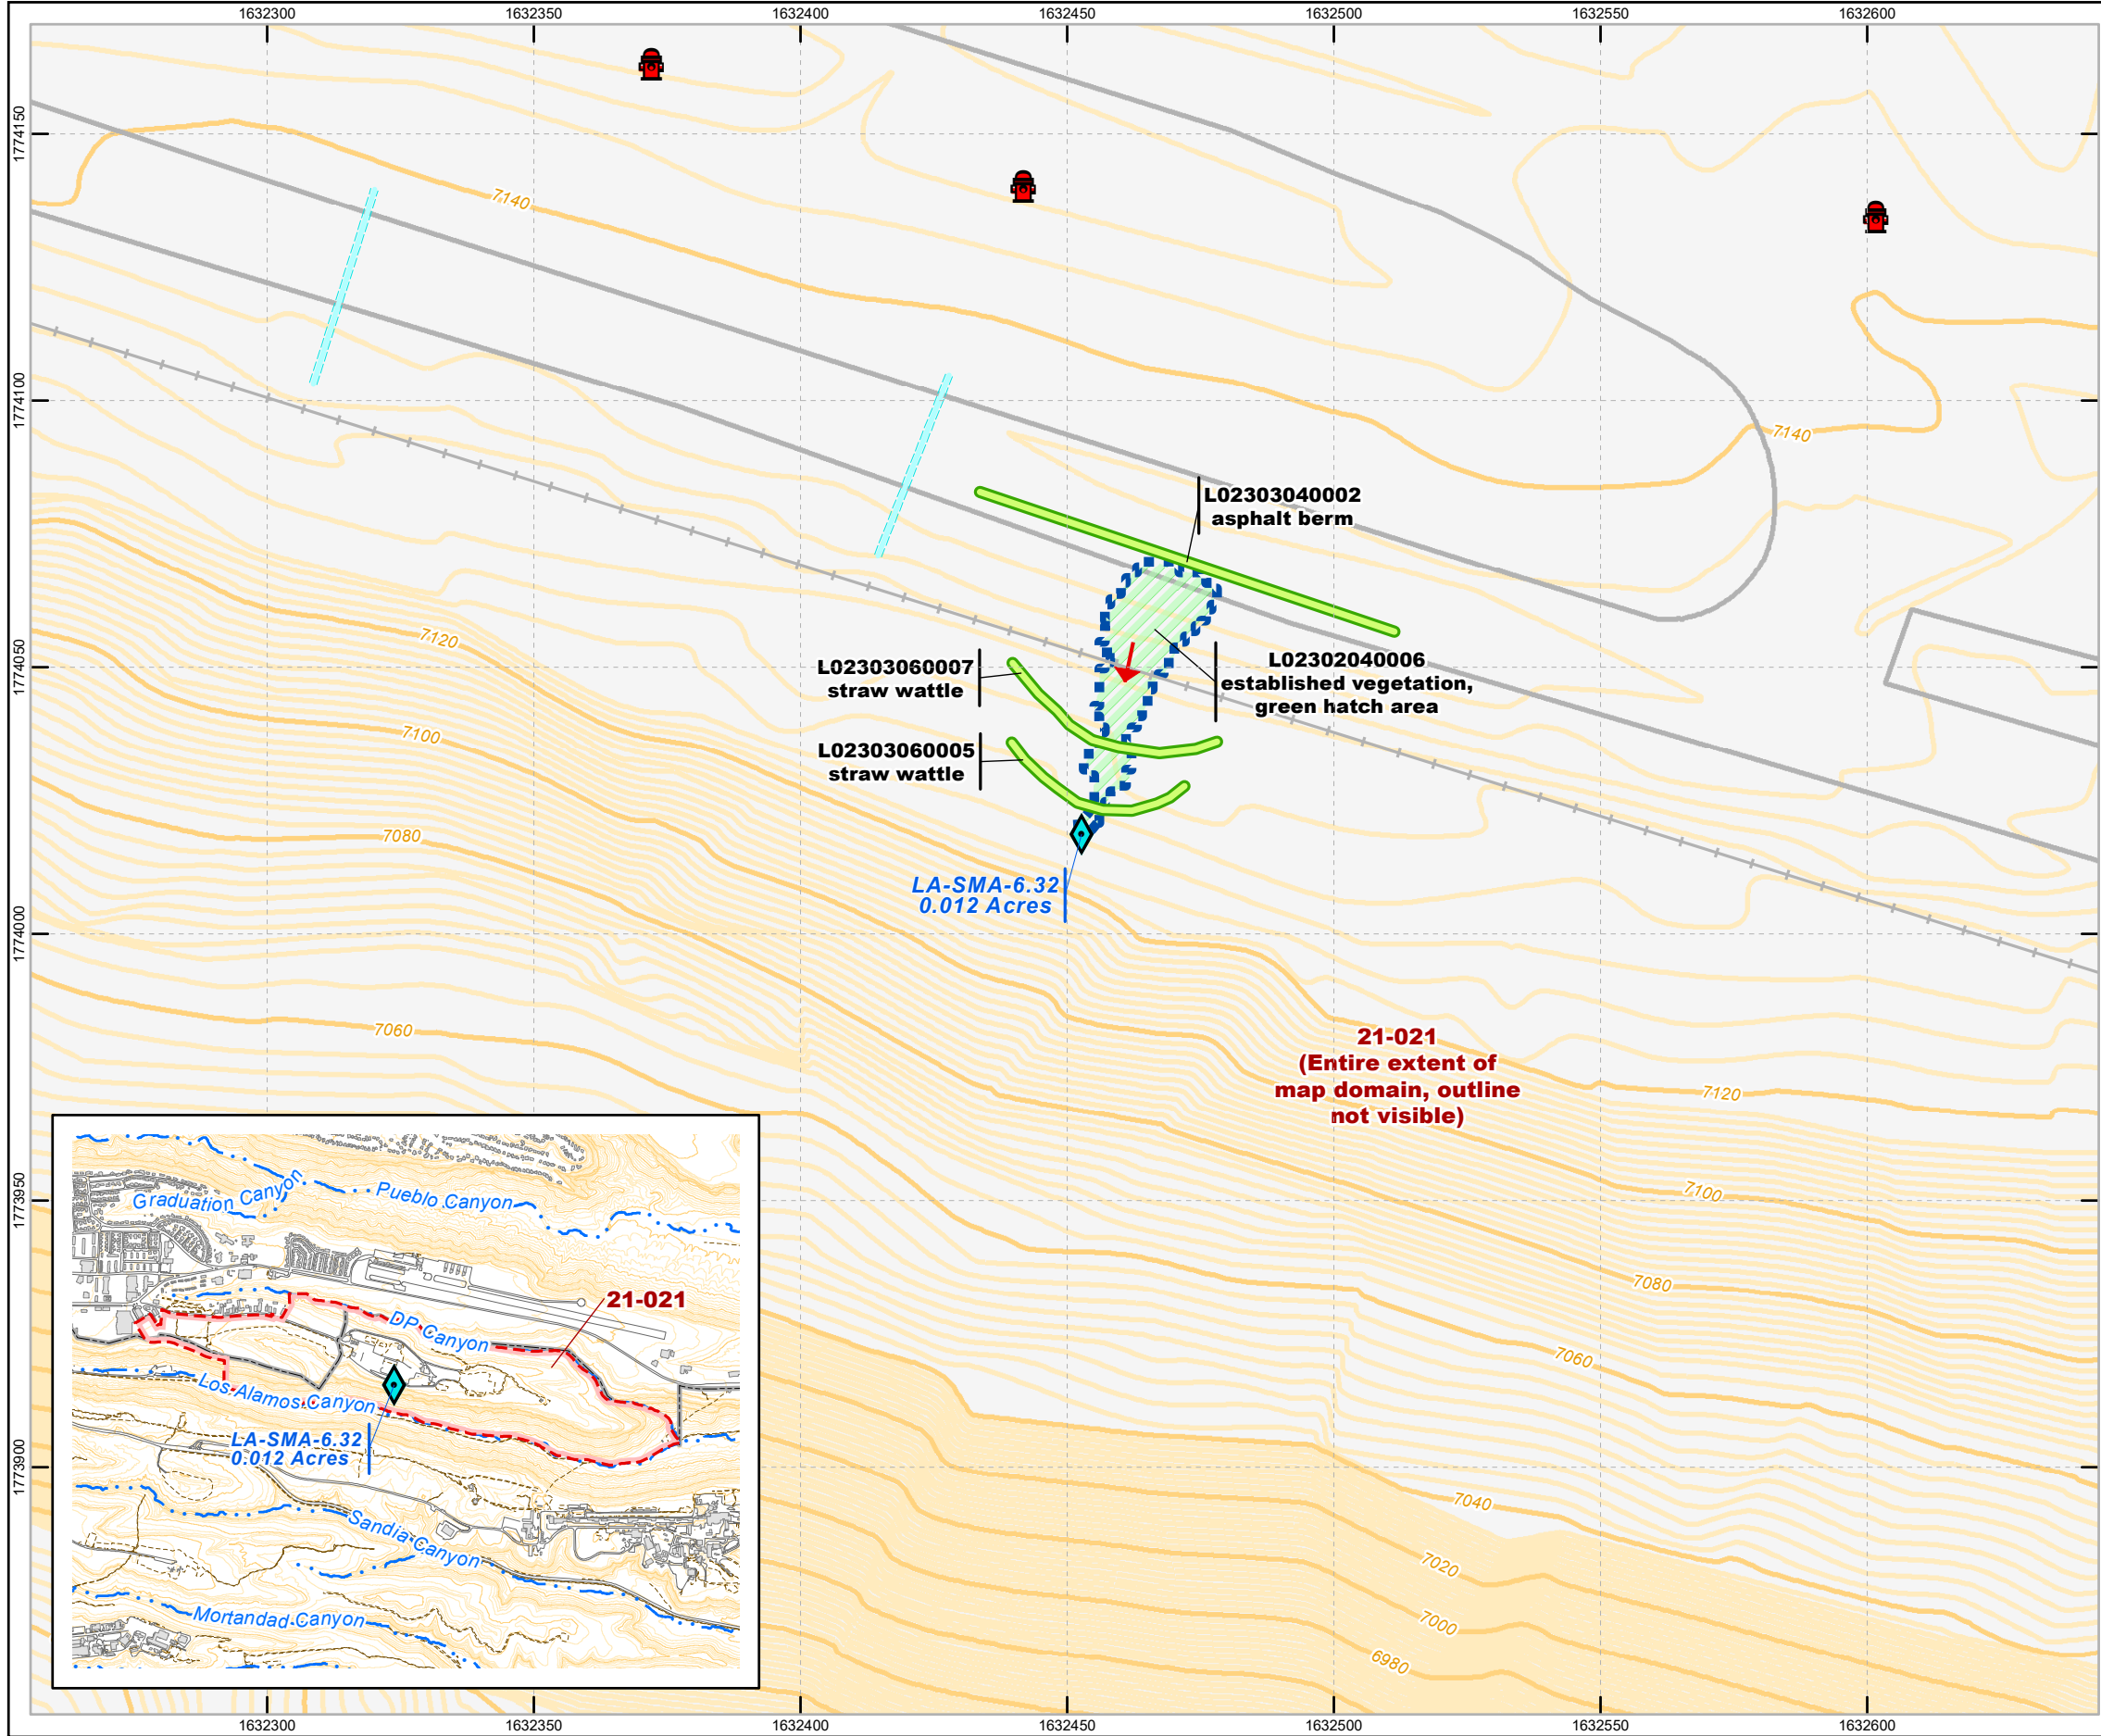 1632300 1632350 1632400 1632450 1632500 1632550 1632600
1774150
1774100
1774050
1774000
1773950
1773900
7140
7140
L02303040002
asphalt berm
L02302040006
established vegetation,
green hatch area
L02303060007
straw wattle
L02303060005
straw wattle
LA-SMA-6.32
0.012 Acres
7120
7100
7080
7060
21-021
(Entire extent of
map domain, outline
not visible)
7120
7100
7080
7060
7040
7020
7000
6980
Graduation Canyon
Pueblo Canyon
21-021
DP Canyon
Los Alamos Canyon
LA-SMA-6.32
0.012 Acres
Sandia Canyon
Mortandad Canyon
1632300 1632350 1632400 1632450 1632500 1632550 1632600